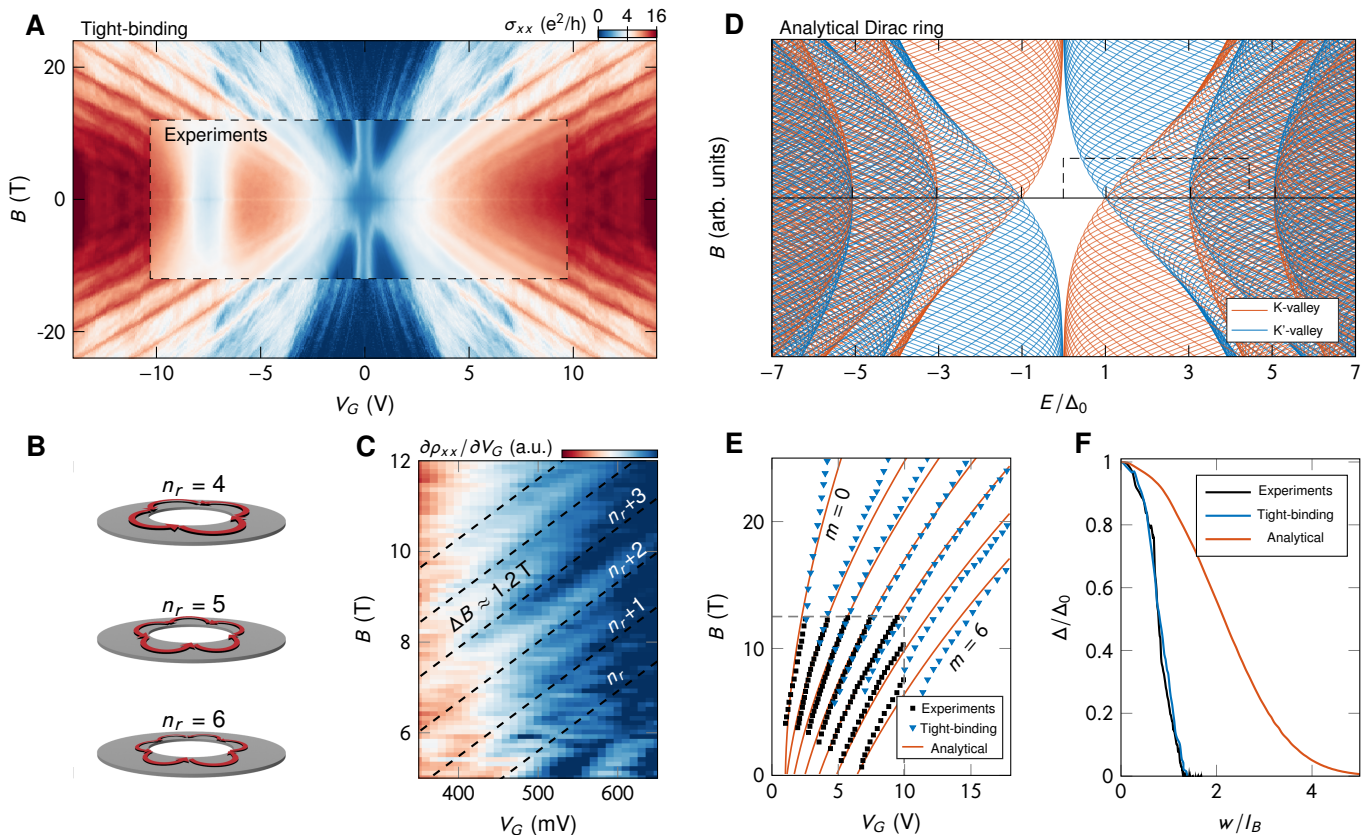 A
Tight-binding
σxx (e²/h)
0 4 16
Experiments
20
0
-20
B (T)
−10 −5 0 5 10
VG (V)
D
Analytical Dirac ring
B (arb. units)
K-valley
K'-valley
-7 −5 −3 −1 1 3 5 7
E/Δ0
B
nr = 4
nr = 5
nr = 6
C
∂ρxx/∂VG (a.u.)
12
10
8
6
B (T)
nr+3
nr+2
nr+1
nr
ΔB ≈ 1.2 T
400 500 600
VG (mV)
E
20
10
0
B (T)
m = 0
m = 6
Experiments
Tight-binding
Analytical
0 5 10 15
VG (V)
F
1
0.8
0.6
0.4
0.2
0
Δ/Δ0
Experiments
Tight-binding
Analytical
0 2 4
w/lB